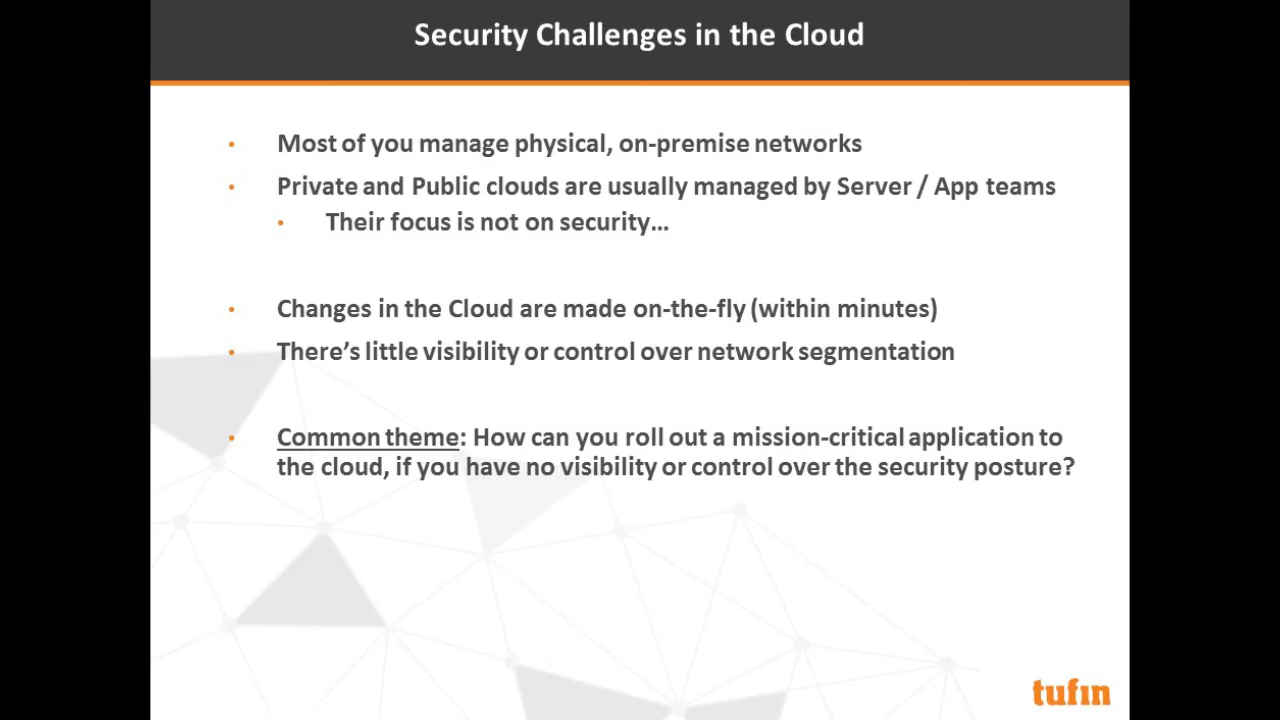 Security Challenges in the Cloud
• Most of you manage physical, on-premise networks
• Private and Public clouds are usually managed by Server / App teams
• Their focus is not on security…
• Changes in the Cloud are made on-the-fly (within minutes)
• There’s little visibility or control over network segmentation
• Common theme: How can you roll out a mission-critical application to
the cloud, if you have no visibility or control over the security posture?
tufin